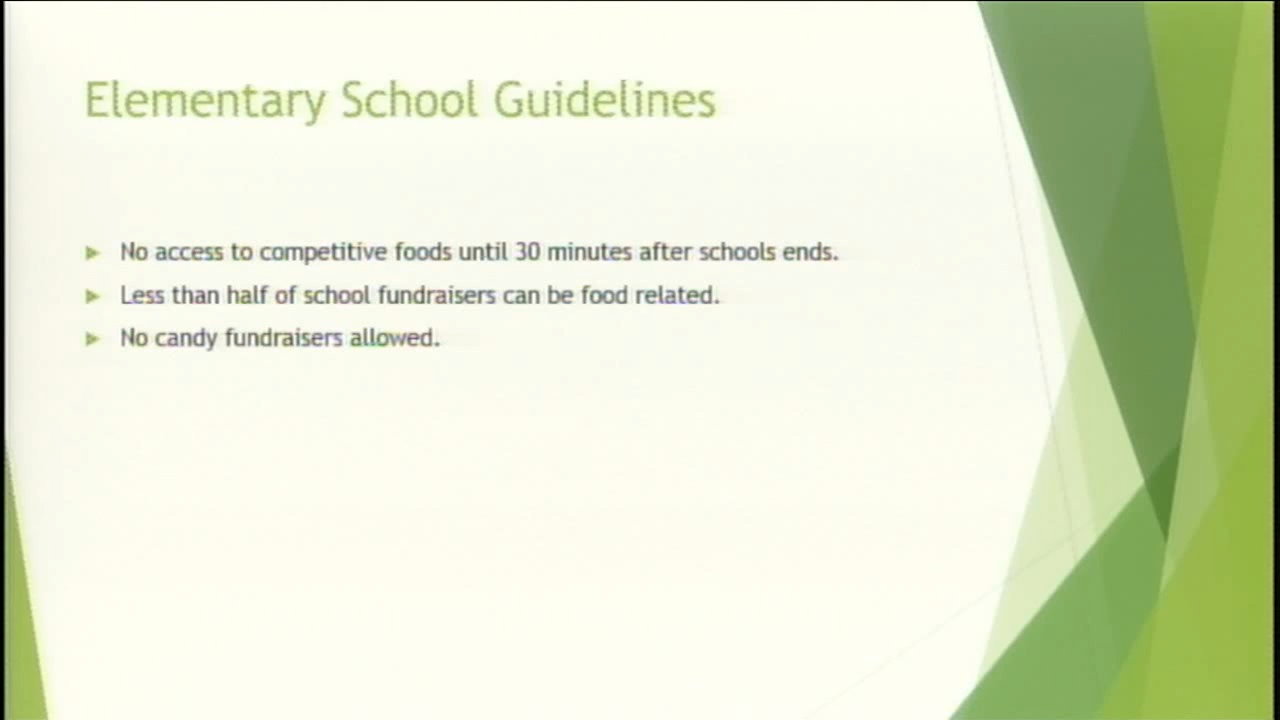 Elementary School Guidelines
No access to competitive foods until 30 minutes after schools ends.
Less than half of school fundraisers can be food related.
No candy fundraisers allowed.